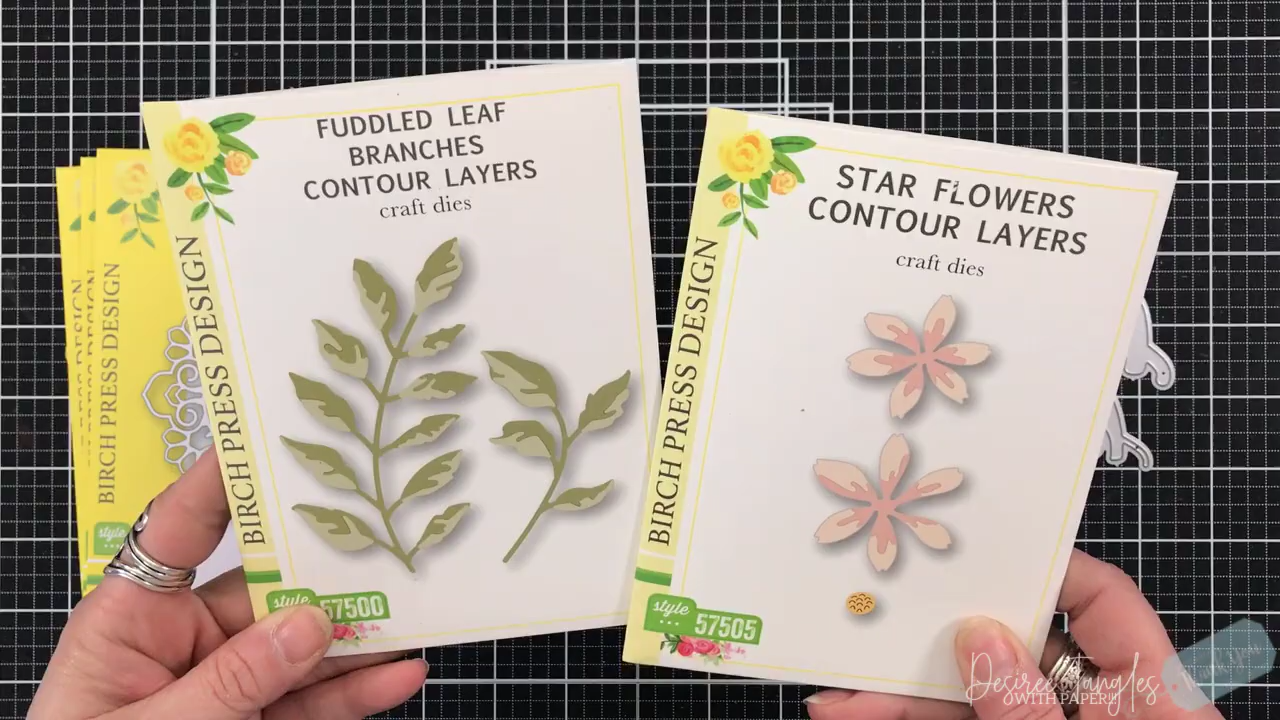 FUDDLED LEAF
BRANCHES
CONTOUR LAYERS
craft dies
BIRCH PRESS DESIGN
style
57500
STAR FLOWERS
CONTOUR LAYERS
craft dies
BIRCH PRESS DESIGN
style
57505
BIRCH PRESS DESIGN
style
Desiree Tangles
WITH PAPER!!